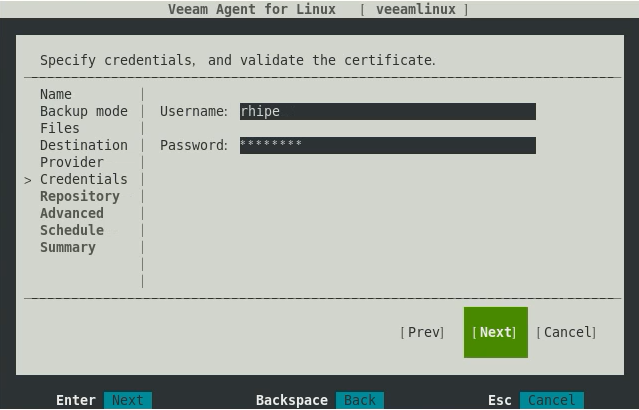 Veeam Agent for Linux [ veeamlinux ]
Specify credentials, and validate the certificate.
Name
Backup mode
Username: rhipe
Files
Destination
Password: ********
Provider
> Credentials
Repository
Advanced
Schedule
Summary
[Prev] [Next] [Cancel]
Enter Next Backspace Back Esc Cancel